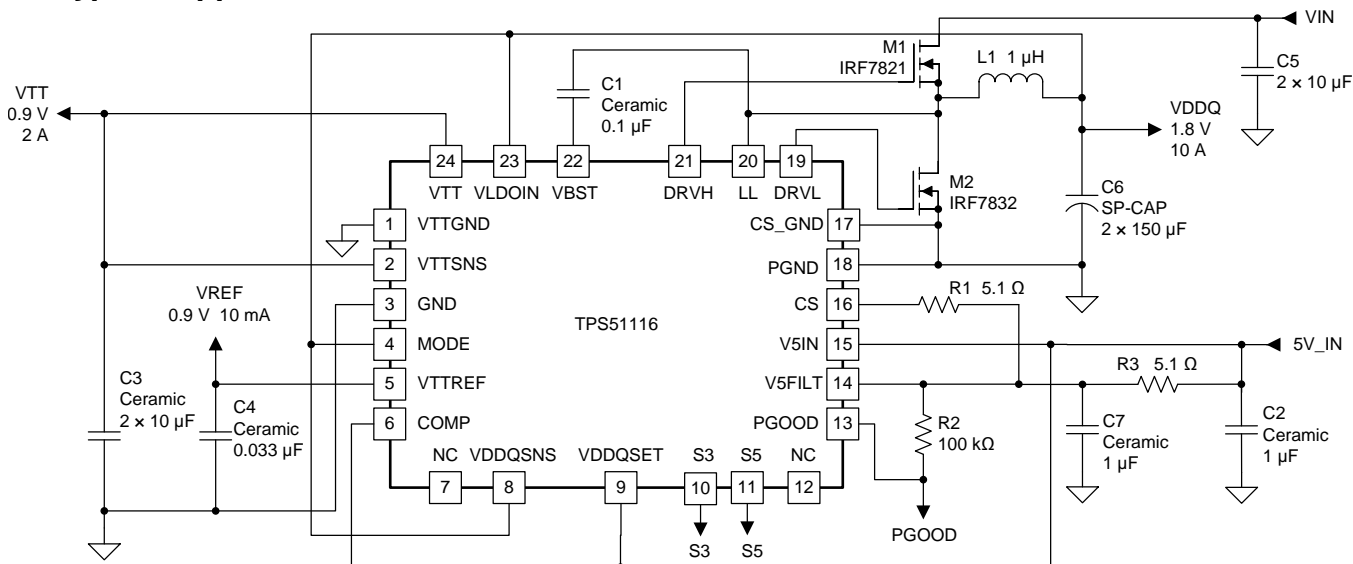 VIN
M1
IRF7821
L1 1 µH
C5
2 × 10 µF
C1
Ceramic
0.1 µF
VTT
0.9 V
2 A
VDDQ
1.8 V
10 A
24
23
22
21
20
19
VTT
VLDOIN
VBST
DRVH
LL
DRVL
M2
IRF7832
C6
SP-CAP
2 × 150 µF
1
VTTGND
CS_GND
17
2
VTTSNS
PGND
18
VREF
0.9 V 10 mA
3
GND
TPS51116
CS
16
R1 5.1 Ω
4
MODE
V5IN
15
5V_IN
R3 5.1 Ω
5
VTTREF
V5FILT
14
C3
Ceramic
2 × 10 µF
C4
Ceramic
0.033 µF
6
COMP
PGOOD
13
R2
100 kΩ
C7
Ceramic
1 µF
C2
Ceramic
1 µF
NC
VDDQSNS
VDDQSET
S3
S5
NC
7
8
9
10
11
12
S3
S5
PGOOD